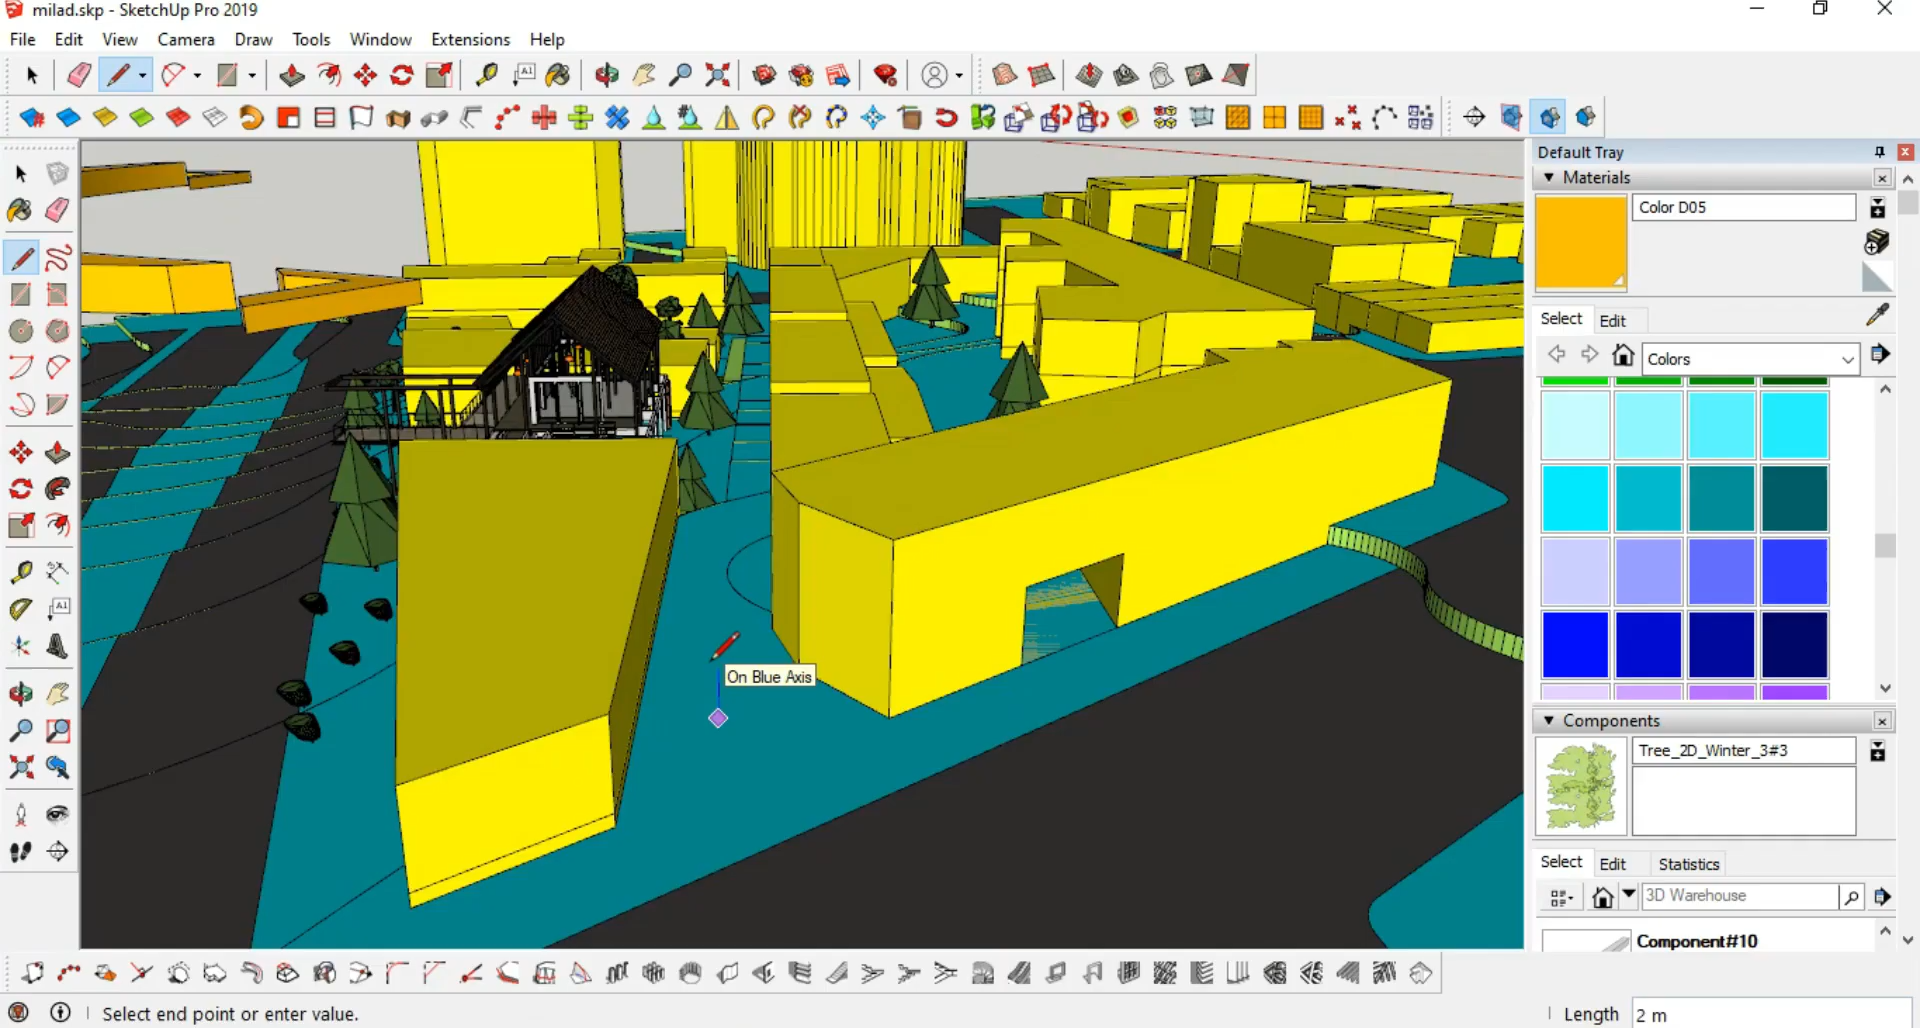 milad.skp - SketchUp Pro 2019
File Edit View Camera Draw Tools Window Extensions Help
Default Tray
Materials
Color D05
Select Edit
Colors
On Blue Axis
Components
Tree_2D_Winter_3#3
Select Edit Statistics
3D Warehouse
Component#10
Select end point or enter value.
Length 2 m